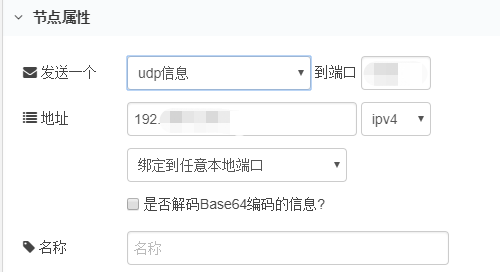 节点属性
发送一个 udp信息 到端口
地址 192. ipv4
绑定到任意本地端口
是否解码Base64编码的信息?
名称 名称